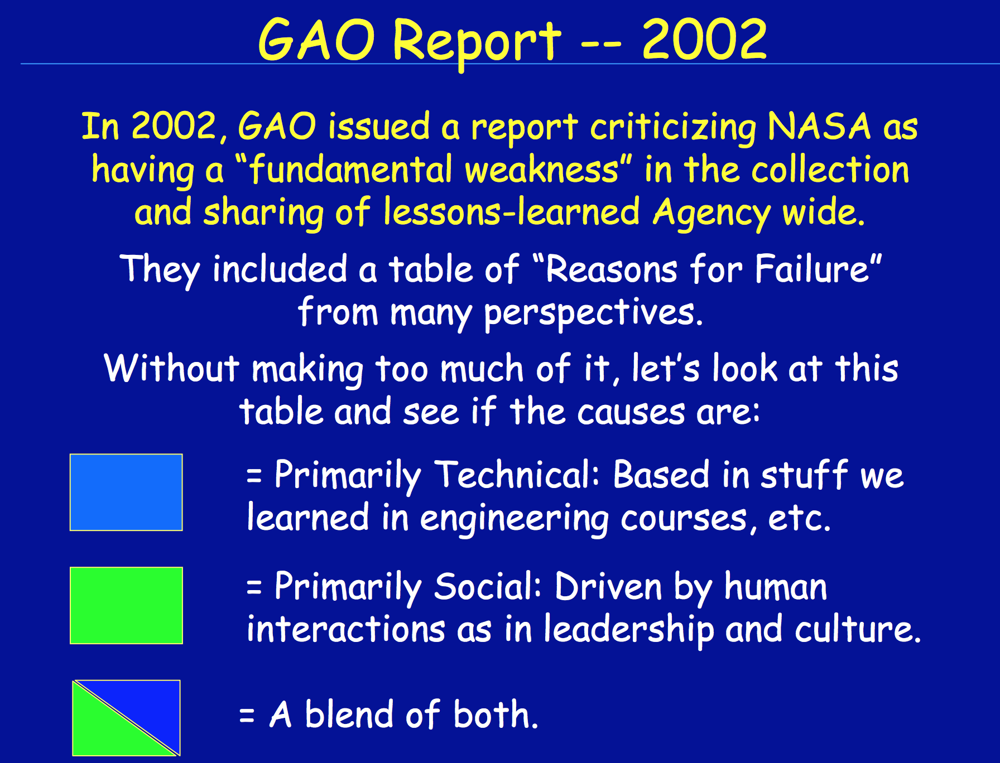 GAO Report -- 2002
In 2002, GAO issued a report criticizing NASA as
having a “fundamental weakness” in the collection
and sharing of lessons-learned Agency wide.
They included a table of “Reasons for Failure”
from many perspectives.
Without making too much of it, let’s look at this
table and see if the causes are:
= Primarily Technical: Based in stuff we
learned in engineering courses, etc.
= Primarily Social: Driven by human
interactions as in leadership and culture.
= A blend of both.